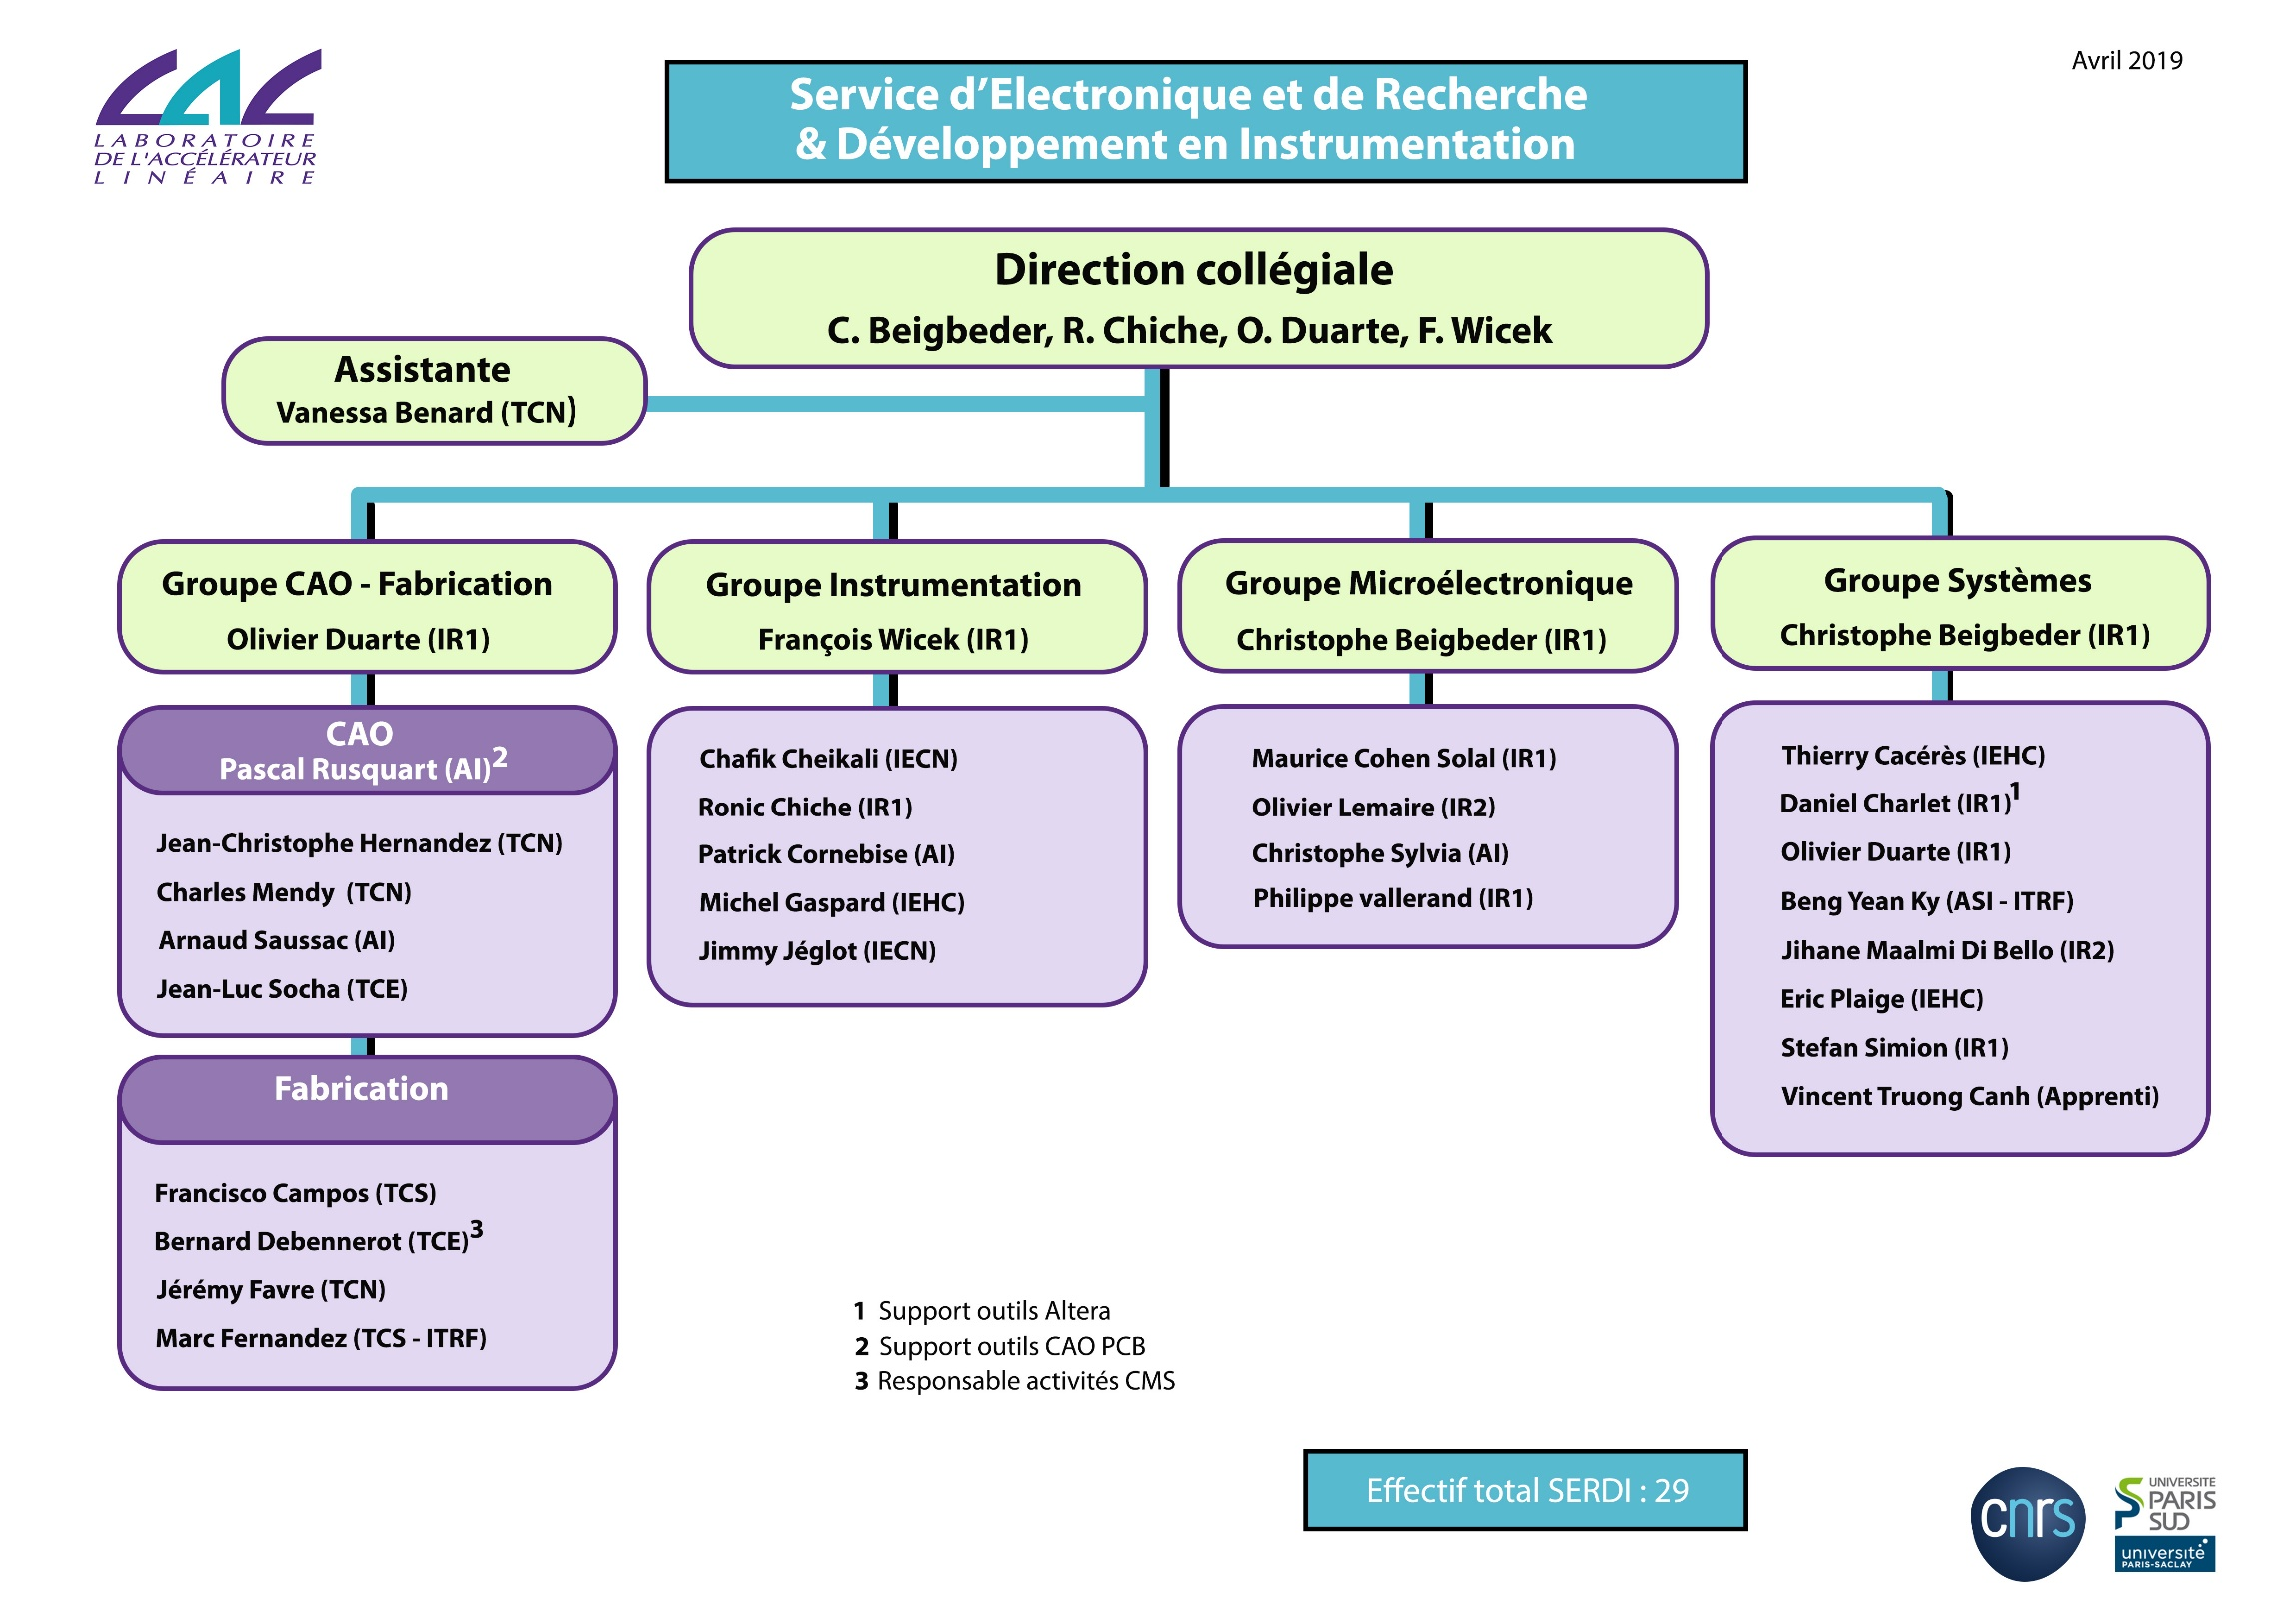 LABORATOIRE
DE L'ACCÉLÉRATEUR
LINÉAIRE
Avril 2019
Service d'Electronique et de Recherche
& Développement en Instrumentation
Direction collégiale
C. Beigbeder, R. Chiche, O. Duarte, F. Wicek
Assistante
Vanessa Benard (TCN)
Groupe CAO - Fabrication
Olivier Duarte (IR1)
CAO
Pascal Rusquart (AI)2
Jean-Christophe Hernandez (TCN)
Charles Mendy (TCN)
Arnaud Saussac (AI)
Jean-Luc Socha (TCE)
Fabrication
Francisco Campos (TCS)
Bernard Debennerot (TCE)3
Jérémy Favre (TCN)
Marc Fernandez (TCS - ITRF)
Groupe Instrumentation
François Wicek (IR1)
Chafik Cheikali (IECN)
Ronic Chiche (IR1)
Patrick Cornebise (AI)
Michel Gaspard (IEHC)
Jimmy Jéglot (IECN)
Groupe Microélectronique
Christophe Beigbeder (IR1)
Maurice Cohen Solal (IR1)
Olivier Lemaire (IR2)
Christophe Sylvia (AI)
Philippe vallerand (IR1)
Groupe Systèmes
Christophe Beigbeder (IR1)
Thierry Cacérès (IEHC)
Daniel Charlet (IR1)1
Olivier Duarte (IR1)
Beng Yean Ky (ASI - ITRF)
Jihane Maalmi Di Bello (IR2)
Eric Plaige (IEHC)
Stefan Simion (IR1)
Vincent Truong Canh (Apprenti)
1 Support outils Altera
2 Support outils CAO PCB
3 Responsable activités CMS
Effectif total SERDI : 29
cnrs
UNIVERSITE
PARIS
SUD
université
PARIS-SACLAY